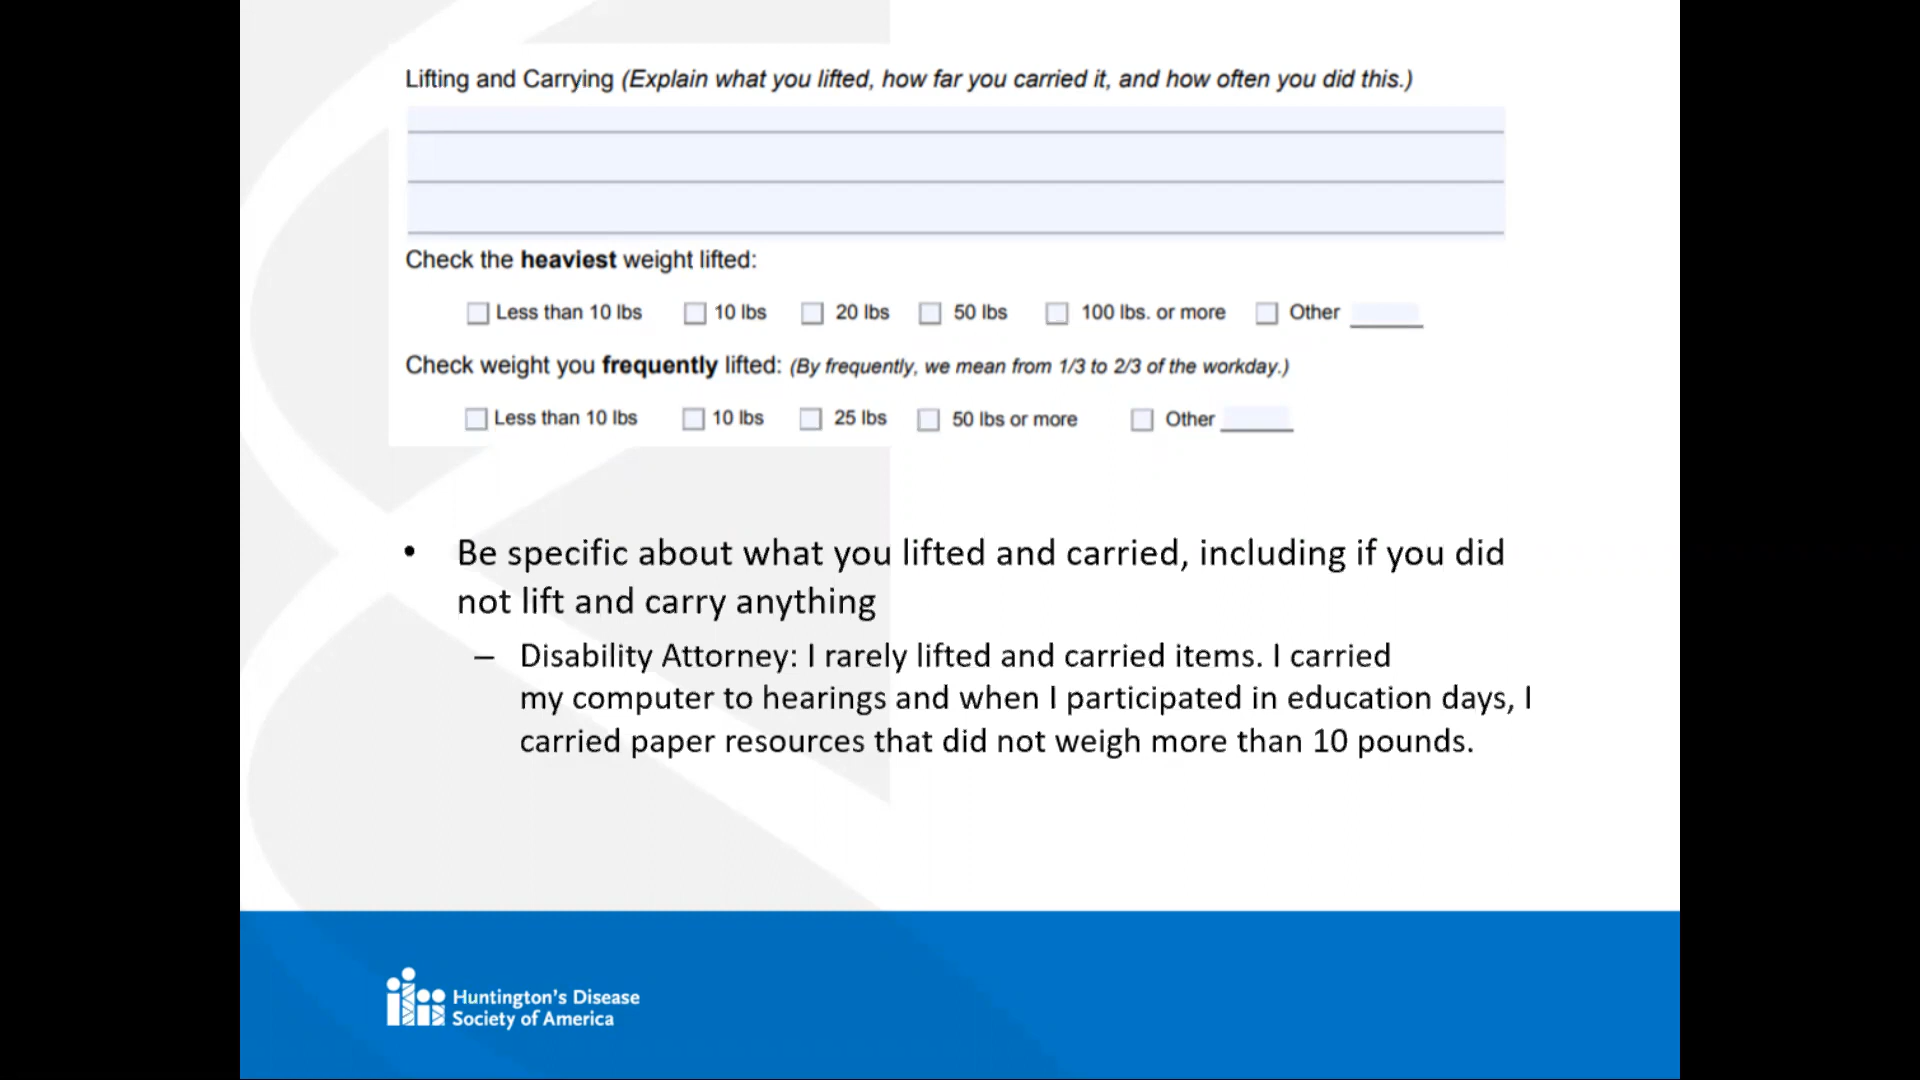 Lifting and Carrying (Explain what you lifted, how far you carried it, and how often you did this.)
Check the heaviest weight lifted:
Less than 10 lbs 10 lbs 20 lbs 50 lbs 100 lbs. or more Other
Check weight you frequently lifted: (By frequently, we mean from 1/3 to 2/3 of the workday.)
Less than 10 lbs 10 lbs 25 lbs 50 lbs or more Other
• Be specific about what you lifted and carried, including if you did
not lift and carry anything
– Disability Attorney: I rarely lifted and carried items. I carried
my computer to hearings and when I participated in education days, I
carried paper resources that did not weigh more than 10 pounds.
Huntington's Disease
Society of America